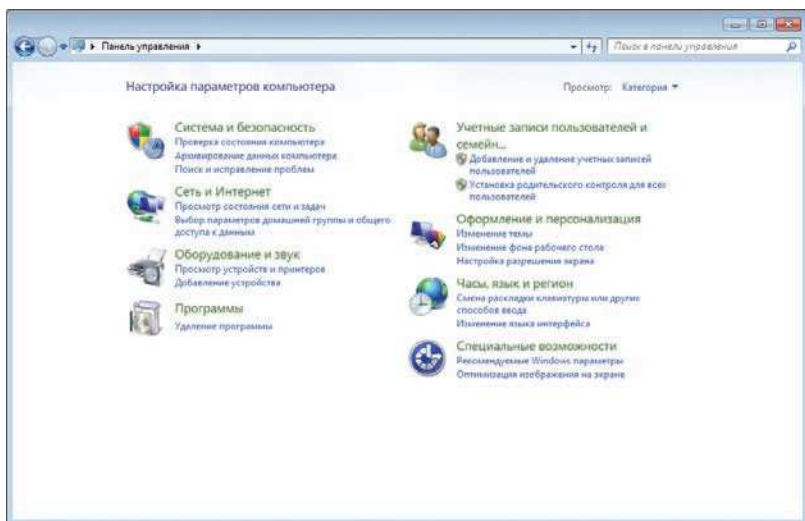 Панель управления
Поиск в панели управления
Настройка параметров компьютера
Просмотр: Категория
Система и безопасность
Проверка состояния компьютера
Архивирование данных компьютера
Поиск и исправление проблем
Сеть и Интернет
Просмотр состояния сети и задач
Выбор параметров домашней группы и общего
доступа к данным
Оборудование и звук
Просмотр устройств и принтеров
Добавление устройства
Программы
Удаление программы
Учетные записи пользователей и
семейн...
Добавление и удаление учетных записей
пользователей
Установка родительского контроля для всех
пользователей
Оформление и персонализация
Изменение темы
Изменение фона рабочего стола
Настройка разрешения экрана
Часы, язык и регион
Смена раскладки клавиатуры или других
способов ввода
Изменение языка интерфейса
Специальные возможности
Рекомендуемые Windows параметры
Оптимизация изображения на экране